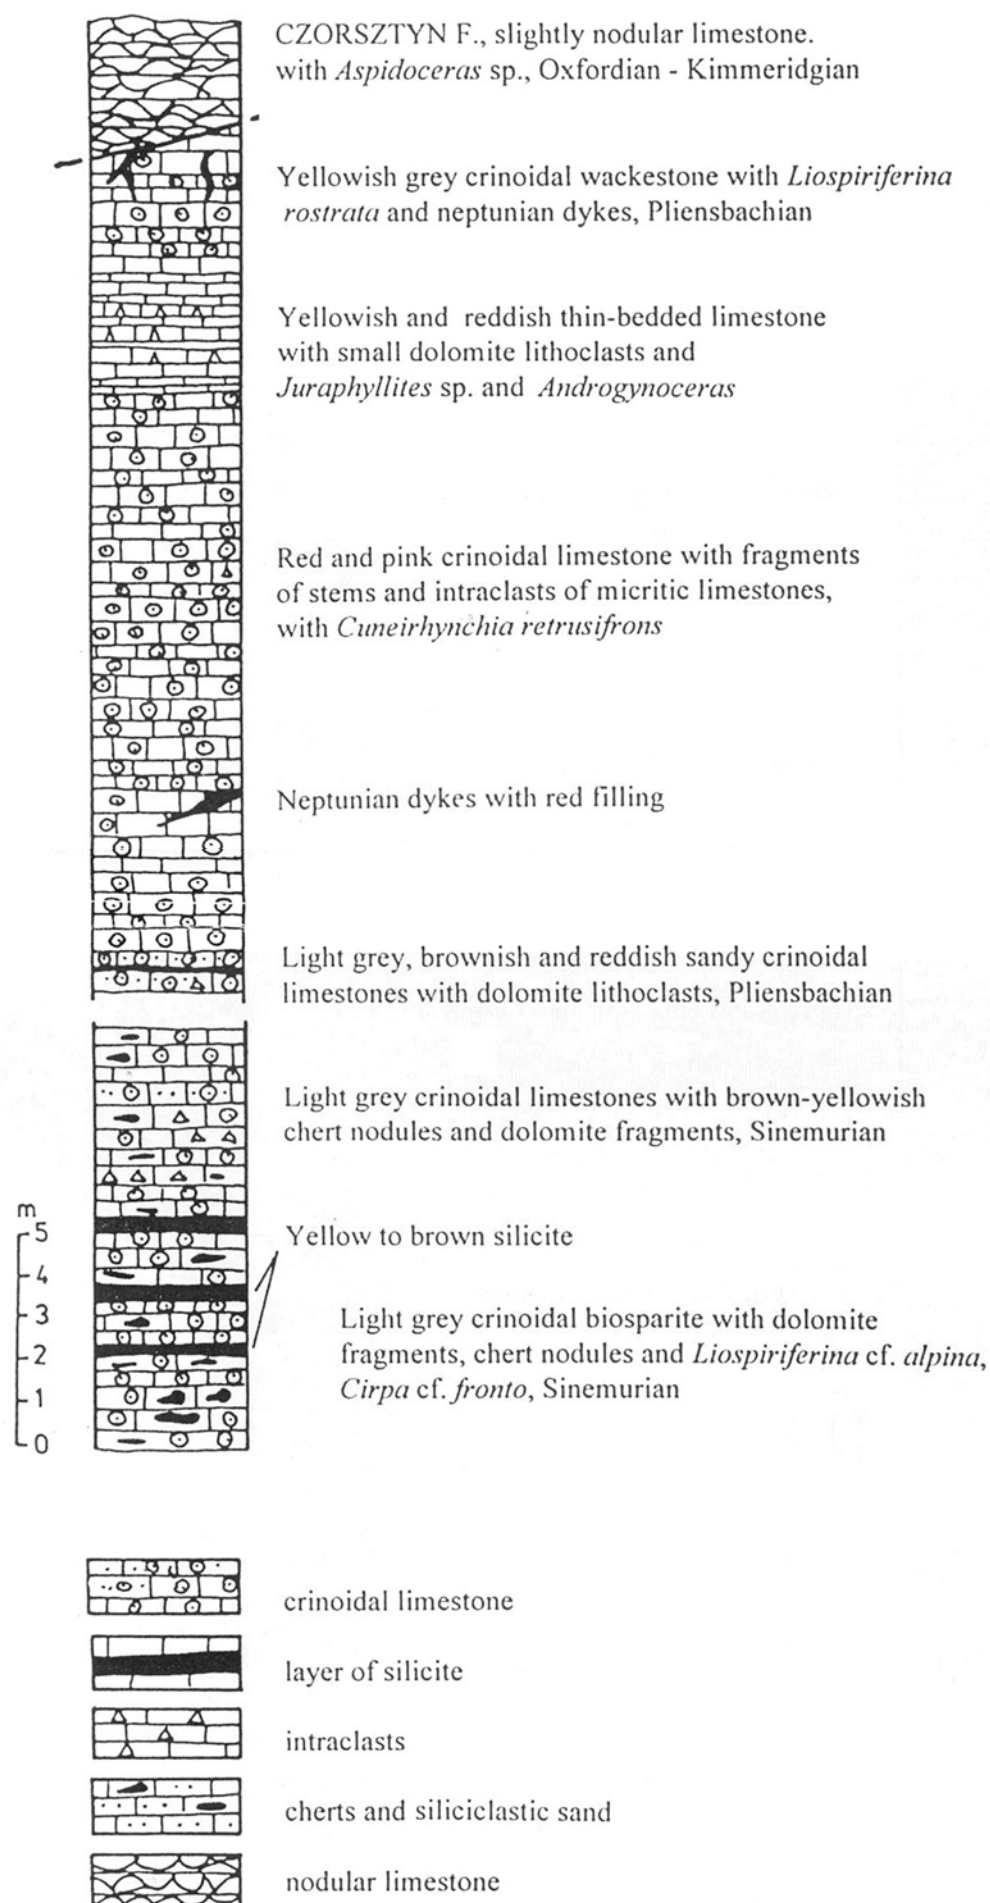 CZORSZTYN F., slightly nodular limestone.
with Aspidoceras sp., Oxfordian - Kimmeridgian
Yellowish grey crinoidal wackestone with Liospiriferina
rostrata and neptunian dykes, Pliensbachian
Yellowish and reddish thin-bedded limestone
with small dolomite lithoclasts and
Juraphyllites sp. and Androgynoceras
Red and pink crinoidal limestone with fragments
of stems and intraclasts of micritic limestones,
with Cuneirhynchia retrusifrons
Neptunian dykes with red filling
Light grey, brownish and reddish sandy crinoidal
limestones with dolomite lithoclasts, Pliensbachian
Light grey crinoidal limestones with brown-yellowish
chert nodules and dolomite fragments, Sinemurian
m
5
Yellow to brown silicite
4
3
Light grey crinoidal biosparite with dolomite
2
fragments, chert nodules and Liospiriferina cf. alpina,
1
Cirpa cf. fronto, Sinemurian
0
crinoidal limestone
layer of silicite
intraclasts
cherts and siliciclastic sand
nodular limestone